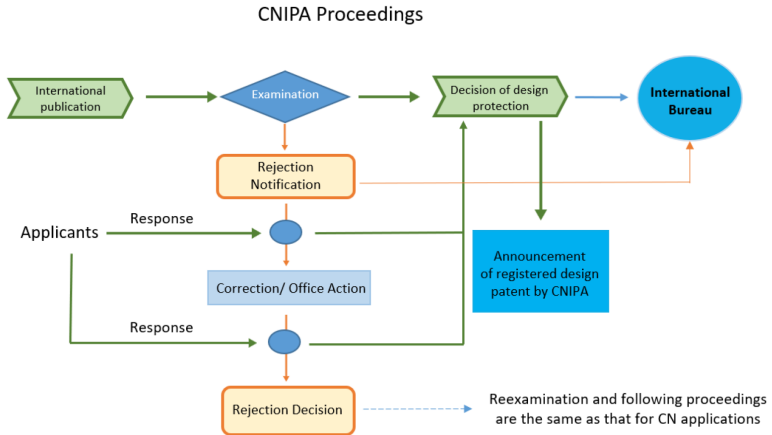 CNIPA Proceedings
International
publication
Examination
Decision of design
protection
International
Bureau
Rejection
Notification
Response
Applicants
Announcement
of registered design
patent by CNIPA
Correction/ Office Action
Response
Rejection Decision
Reexamination and following proceedings
are the same as that for CN applications